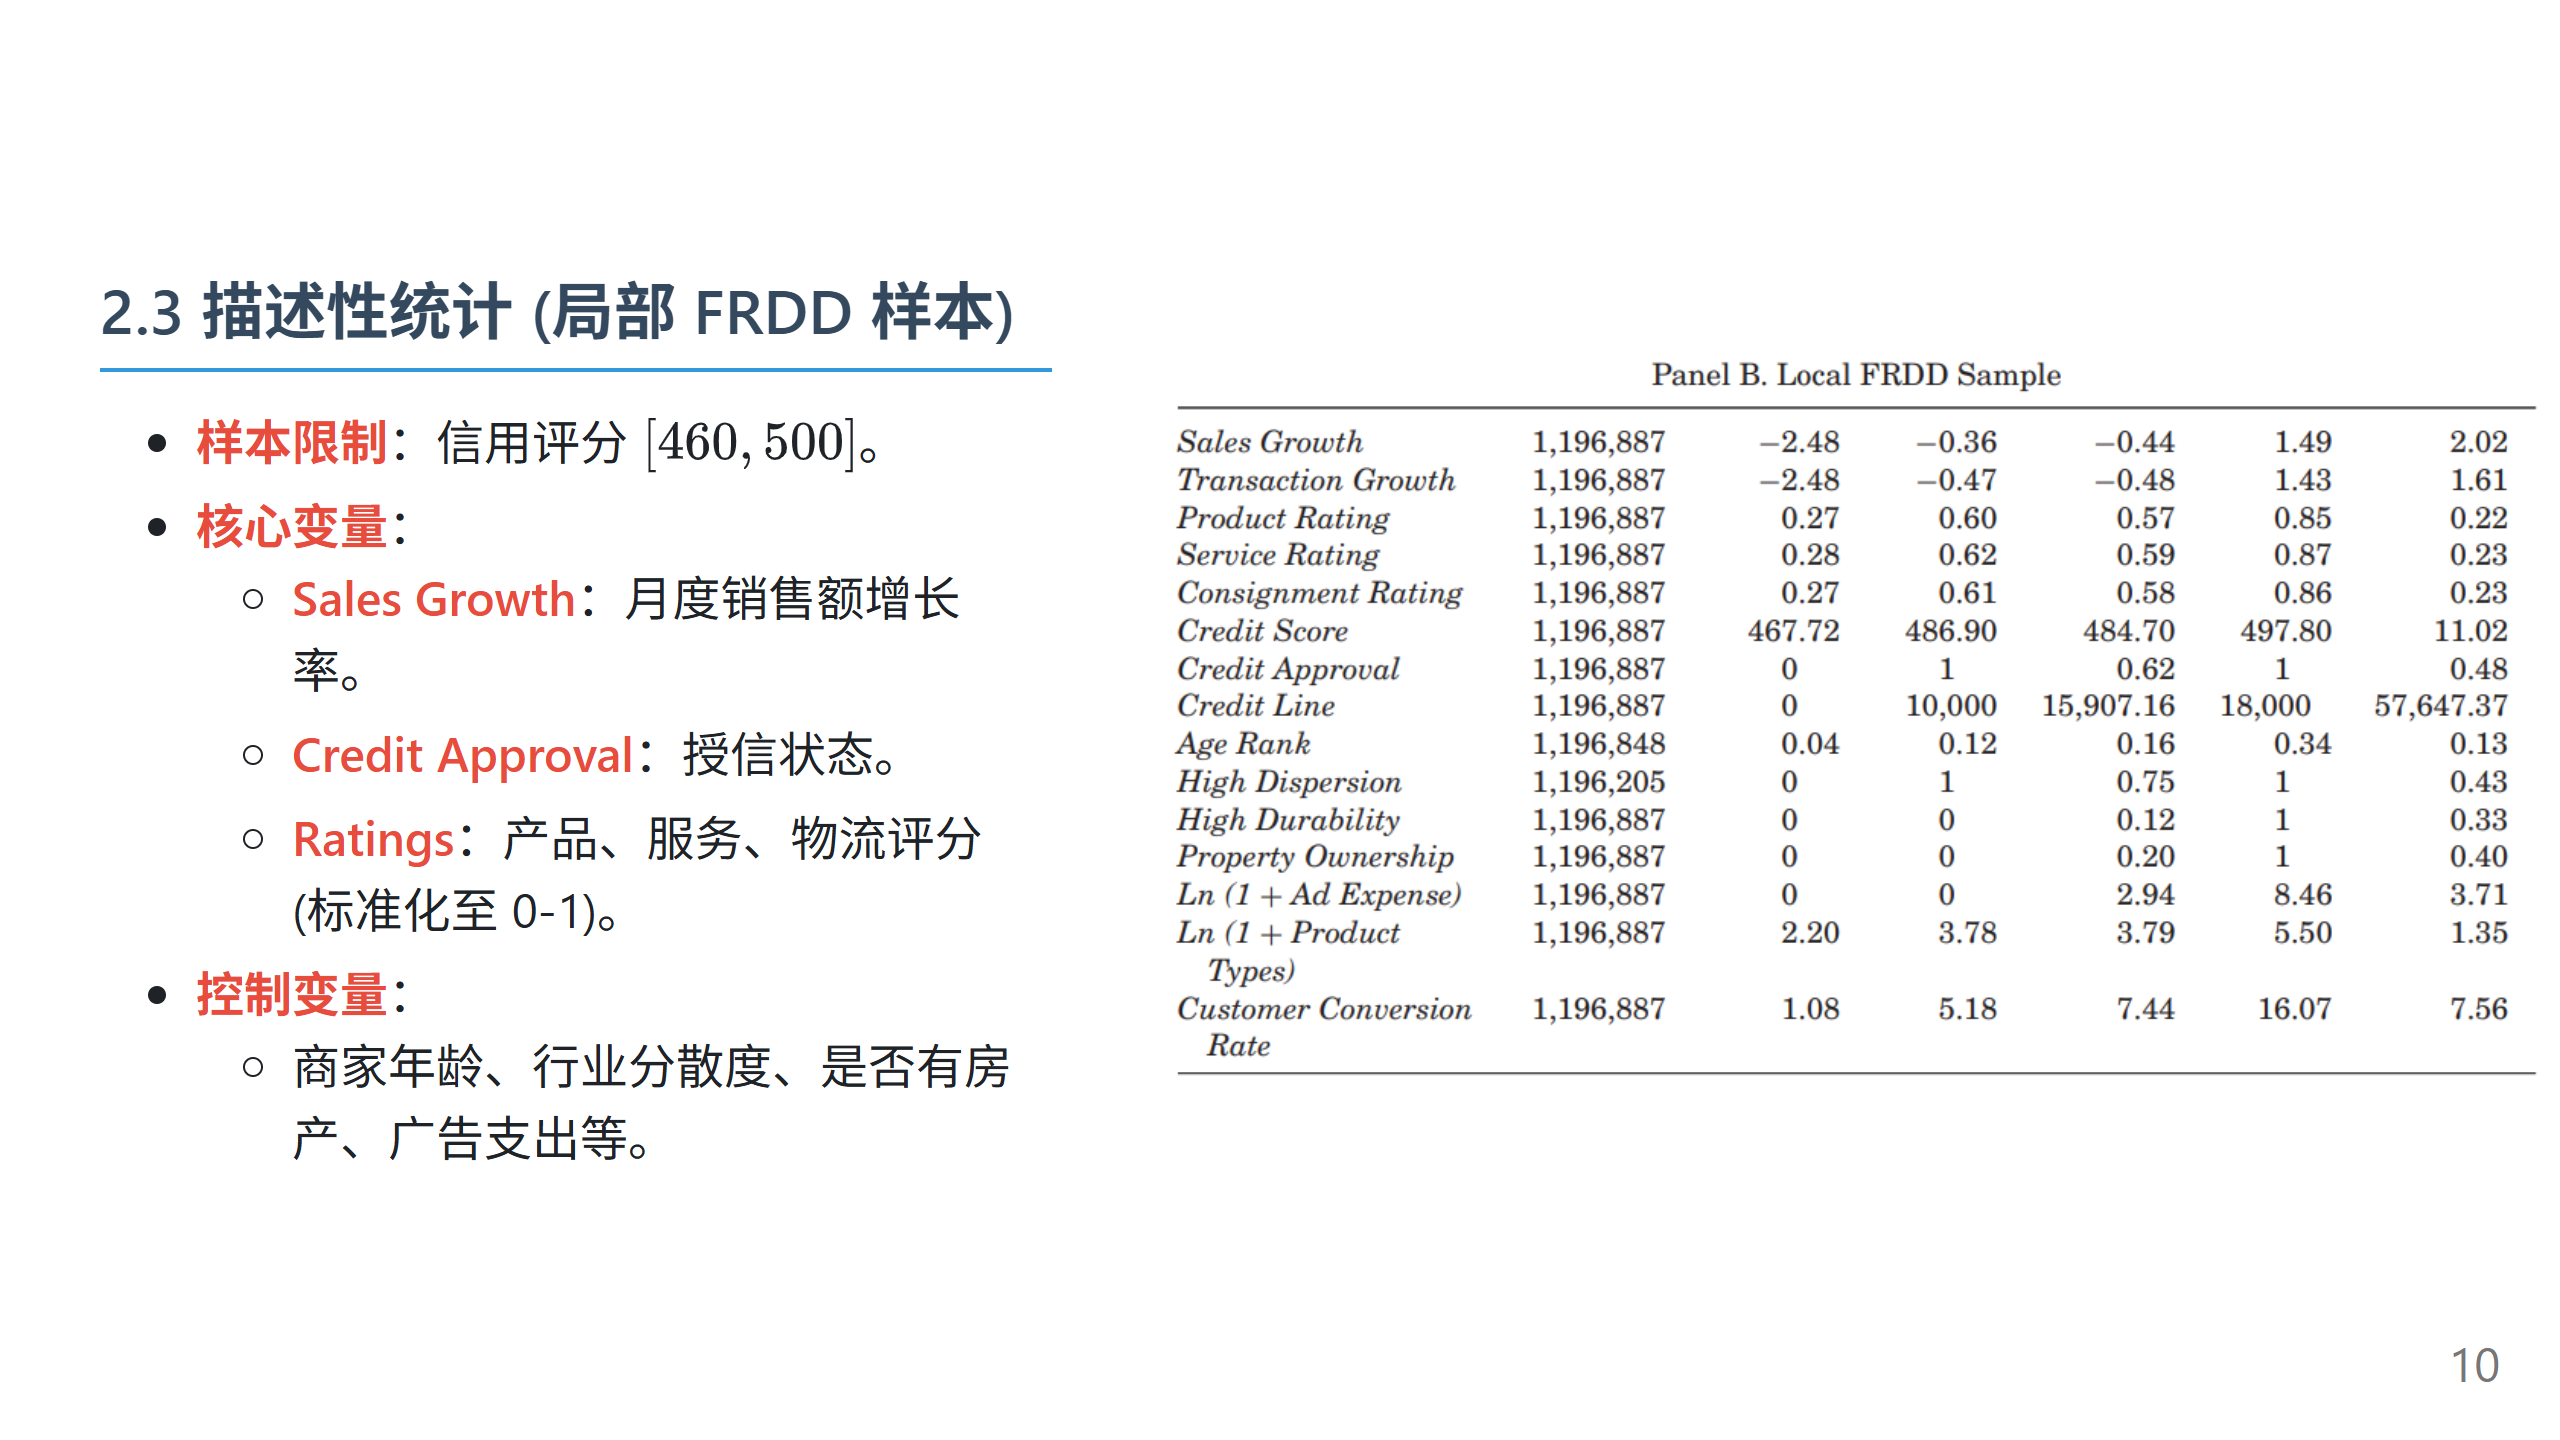 2.3 描述性统计 (局部 FRDD 样本)
• 样本限制：信用评分 [460, 500]。
• 核心变量：
○ Sales Growth：月度销售额增长
率。
○ Credit Approval：授信状态。
○ Ratings：产品、服务、物流评分
(标准化至 0-1)。
• 控制变量：
○ 商家年龄、行业分散度、是否有房
产、广告支出等。
Panel B. Local FRDD Sample
Sales Growth 1,196,887 −2.48 −0.36 −0.44 1.49 2.02
Transaction Growth 1,196,887 −2.48 −0.47 −0.48 1.43 1.61
Product Rating 1,196,887 0.27 0.60 0.57 0.85 0.22
Service Rating 1,196,887 0.28 0.62 0.59 0.87 0.23
Consignment Rating 1,196,887 0.27 0.61 0.58 0.86 0.23
Credit Score 1,196,887 467.72 486.90 484.70 497.80 11.02
Credit Approval 1,196,887 0 1 0.62 1 0.48
Credit Line 1,196,887 0 10,000 15,907.16 18,000 57,647.37
Age Rank 1,196,848 0.04 0.12 0.16 0.34 0.13
High Dispersion 1,196,205 0 1 0.75 1 0.43
High Durability 1,196,887 0 0 0.12 1 0.33
Property Ownership 1,196,887 0 0 0.20 1 0.40
Ln (1 + Ad Expense) 1,196,887 0 0 2.94 8.46 3.71
Ln (1 + Product 1,196,887 2.20 3.78 3.79 5.50 1.35
Types)
Customer Conversion 1,196,887 1.08 5.18 7.44 16.07 7.56
Rate
10